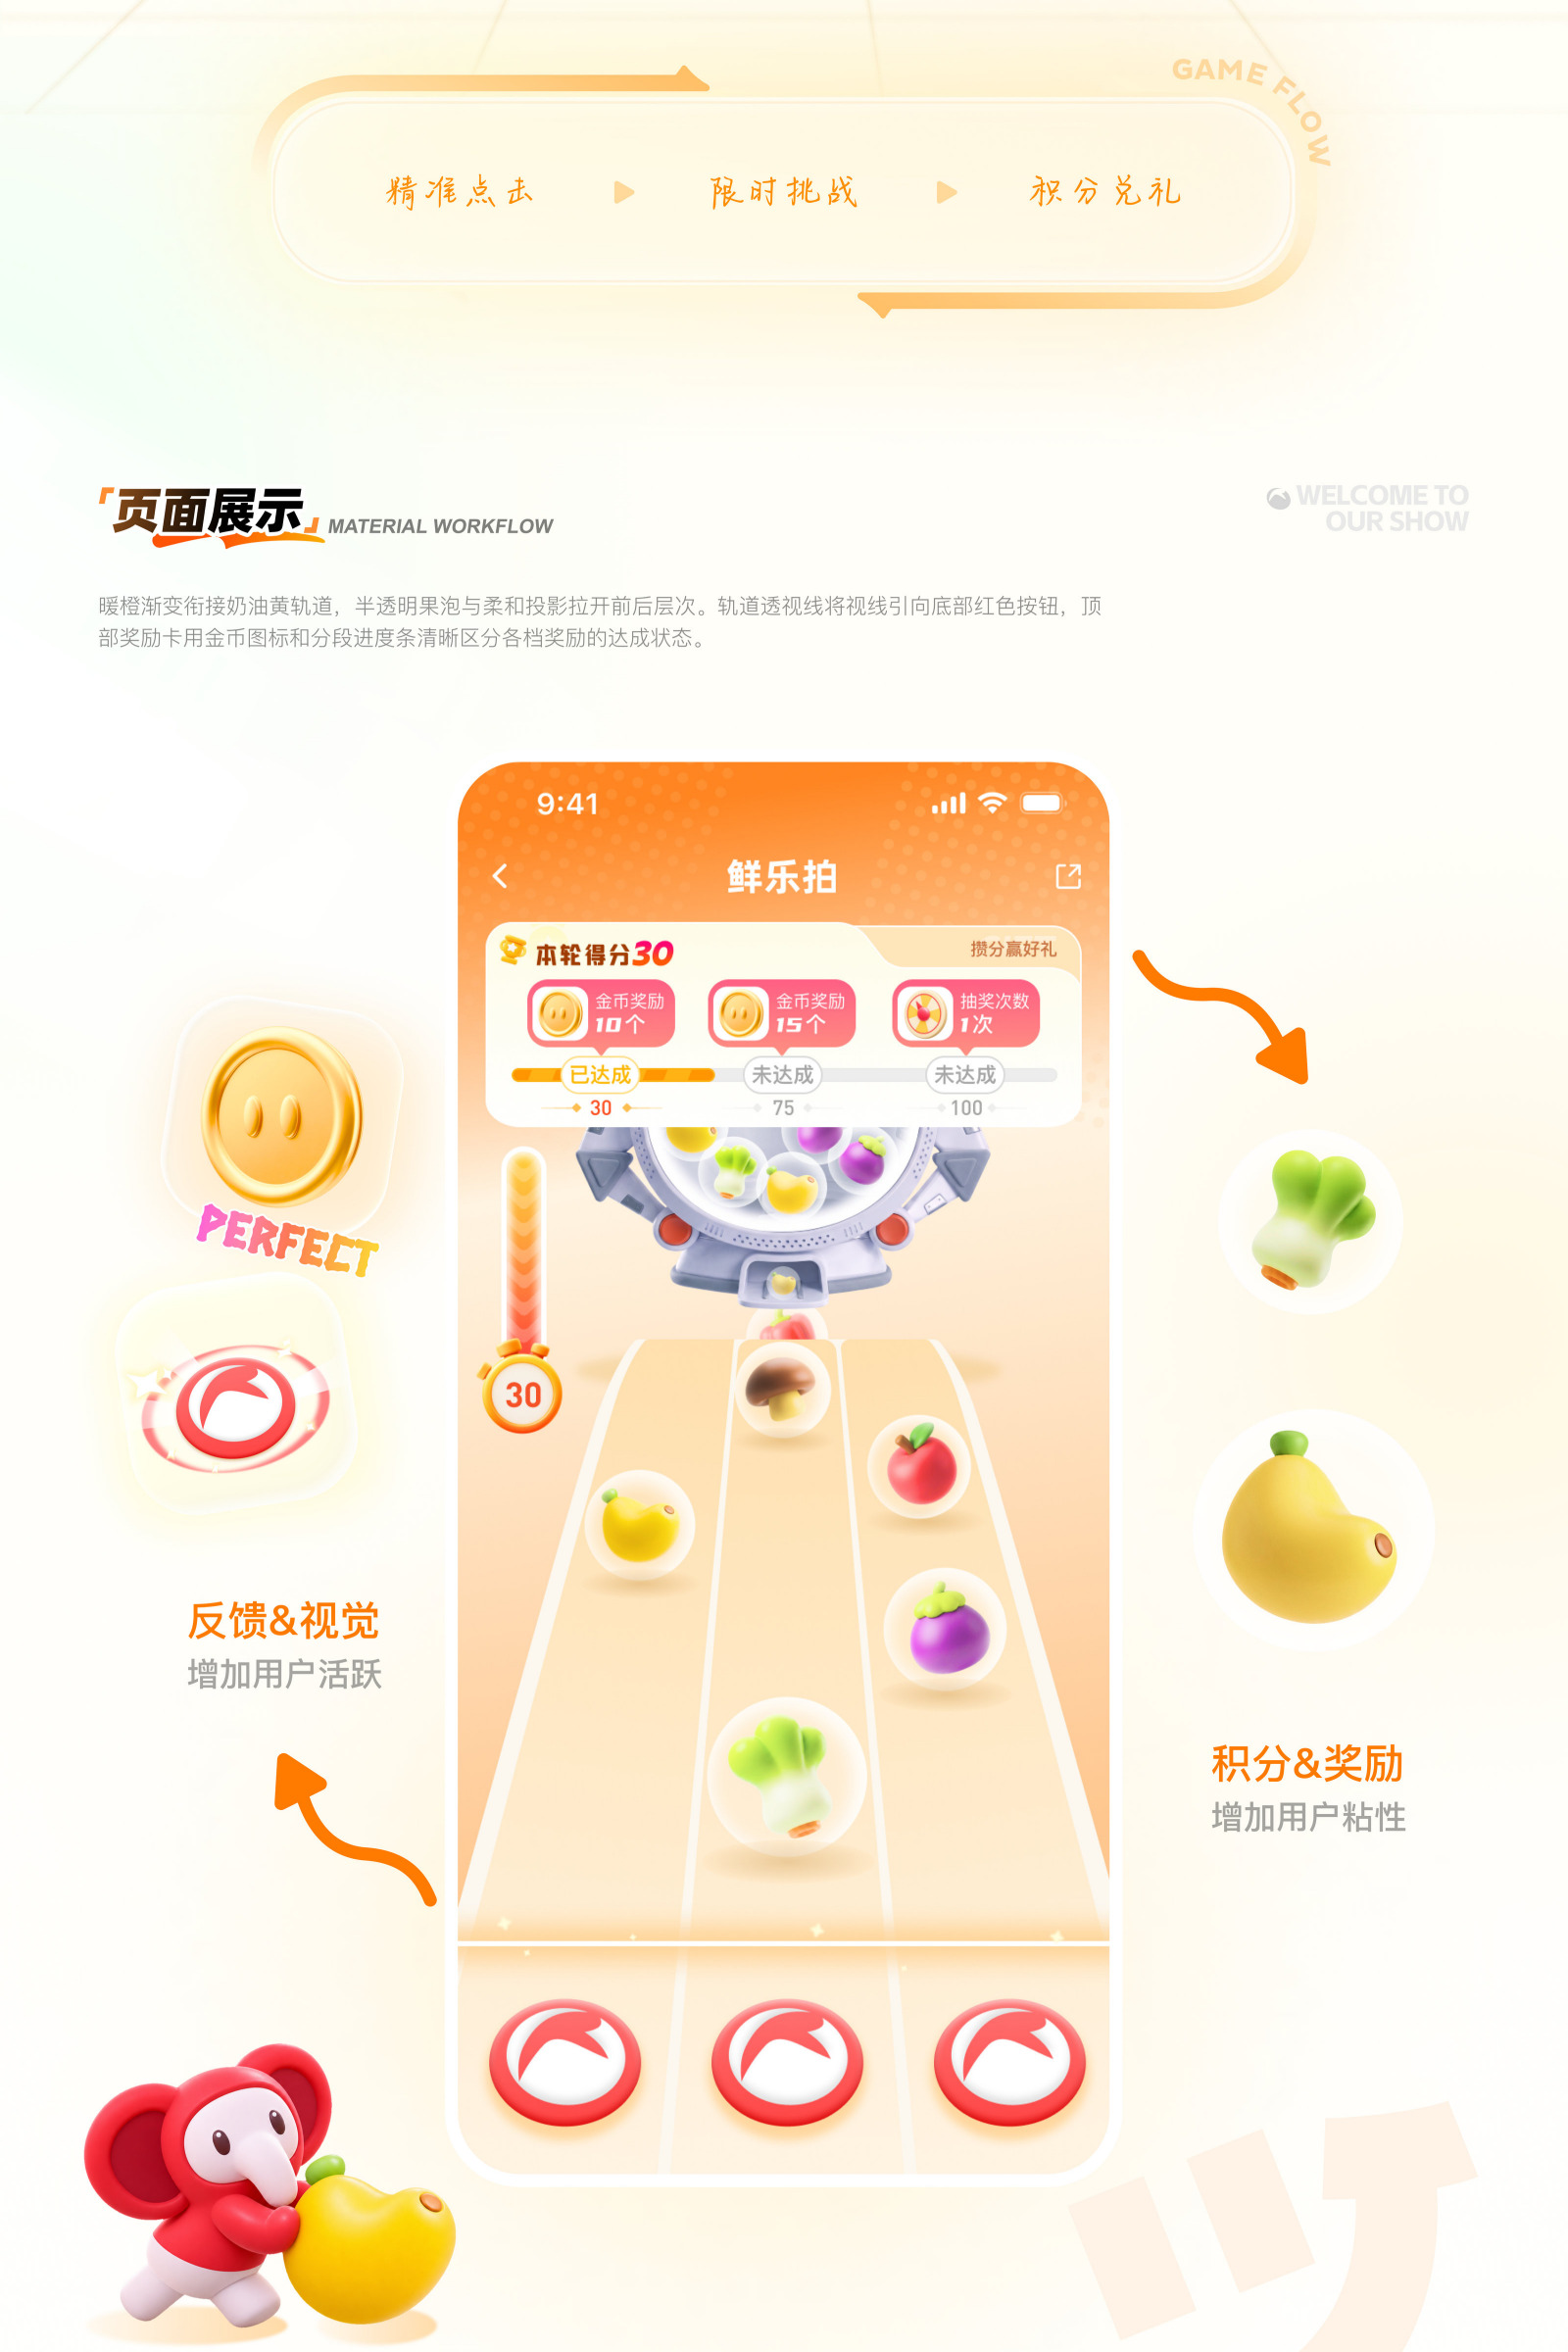 GAME FLOW
精准点击
限时挑战
积分兑礼
「页面展示」
MATERIAL WORKFLOW
WELCOME TO
OUR SHOW
暖橙渐变衔接奶油黄轨道，半透明果泡与柔和投影拉开前后层次。轨道透视线将视线引向底部红色按钮，顶
部奖励卡用金币图标和分段进度条清晰区分各档奖励的达成状态。
9:41
鲜乐拍
本轮得分30
攒分赢好礼
金币奖励
10个
金币奖励
15个
抽奖次数
1次
已达成
未达成
未达成
30
75
100
30
PERFECT
反馈&视觉
增加用户活跃
积分&奖励
增加用户粘性